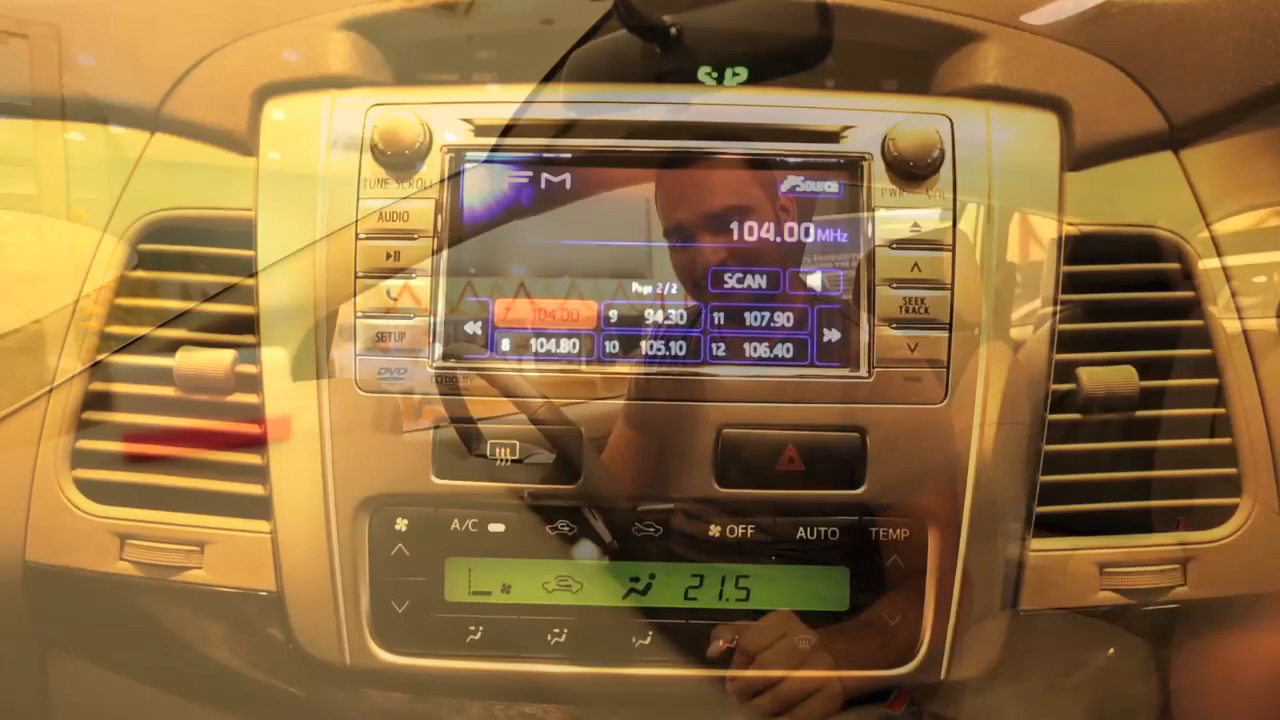 TUNE SCROLL
AUDIO
SETUP
DVD
FM
Source
104.00 MHz
SCAN
Page 2/2
7 104.00 9 94.30 11 107.90
8 104.80 10 105.10 12 106.40
PWR VOL
SEEK
TRACK
A/C
OFF
AUTO
TEMP
21.5